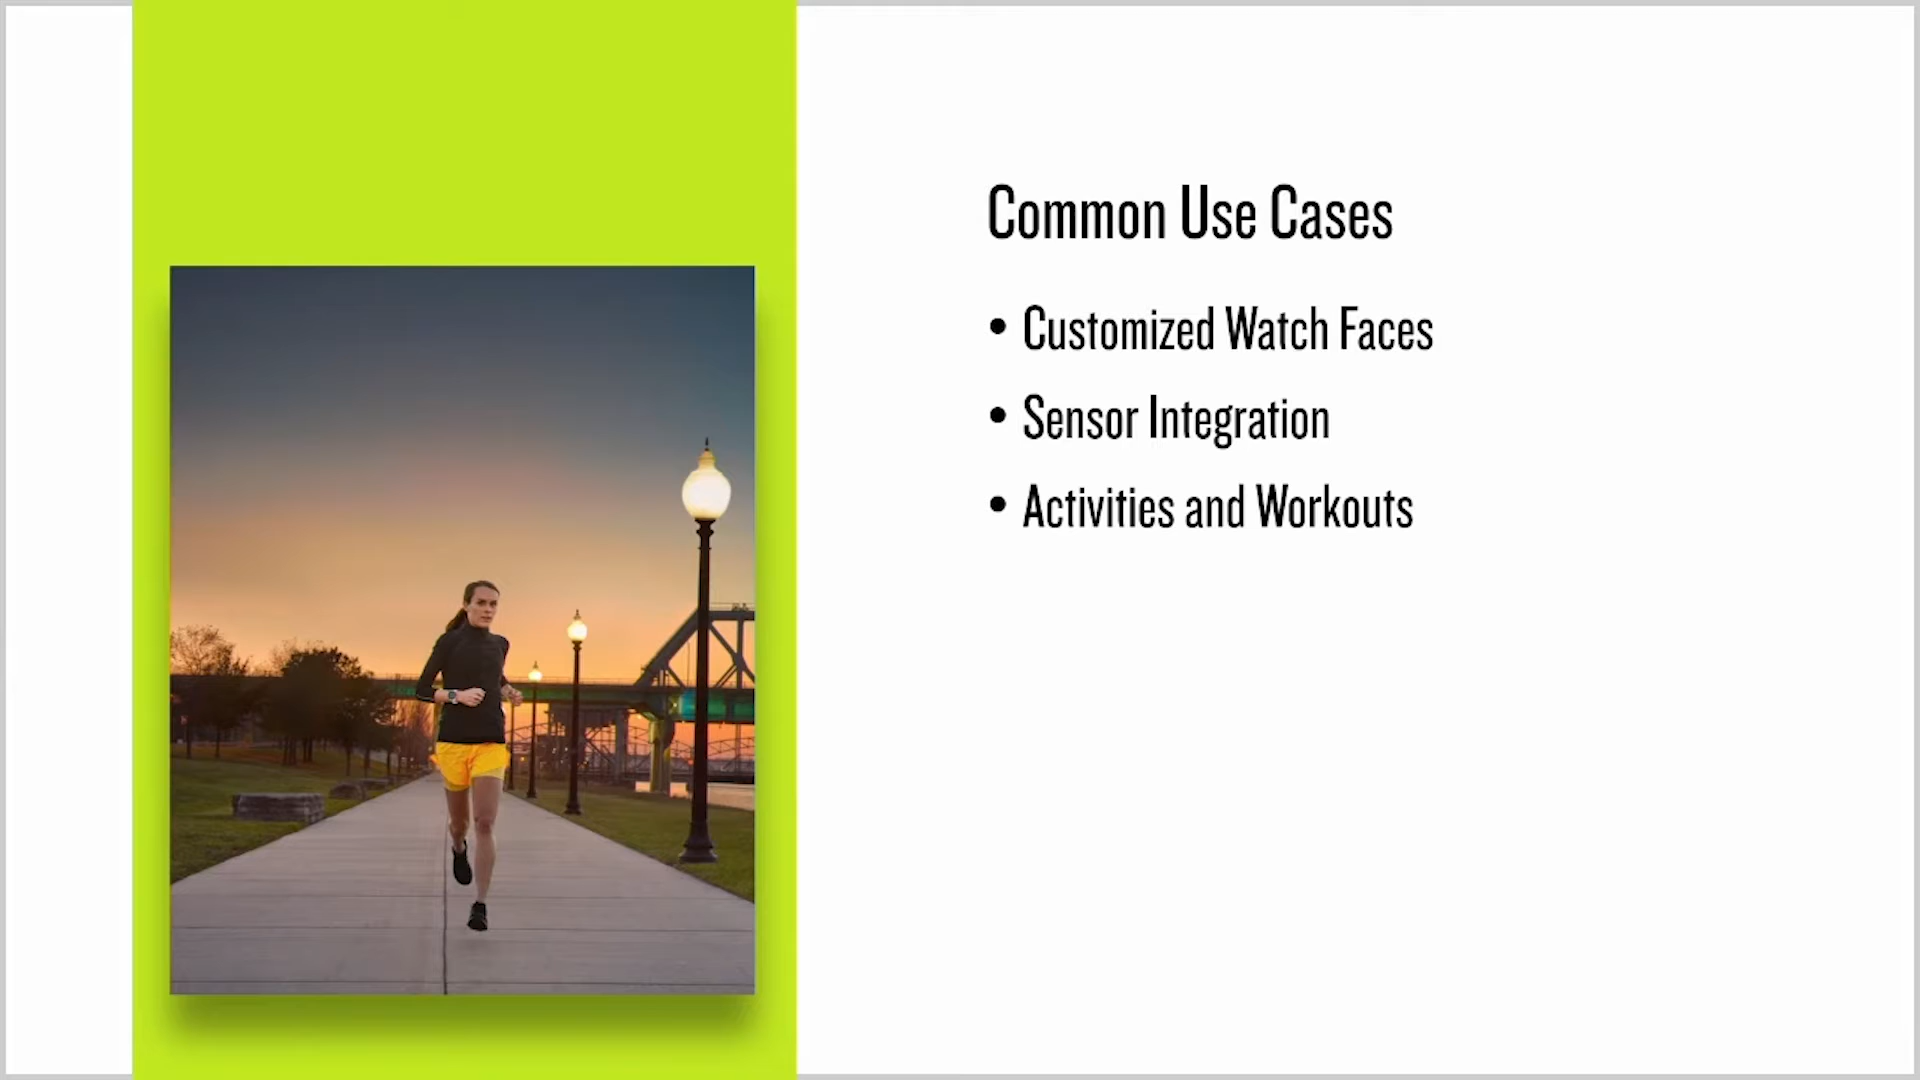 Common Use Cases
• Customized Watch Faces
• Sensor Integration
• Activities and Workouts